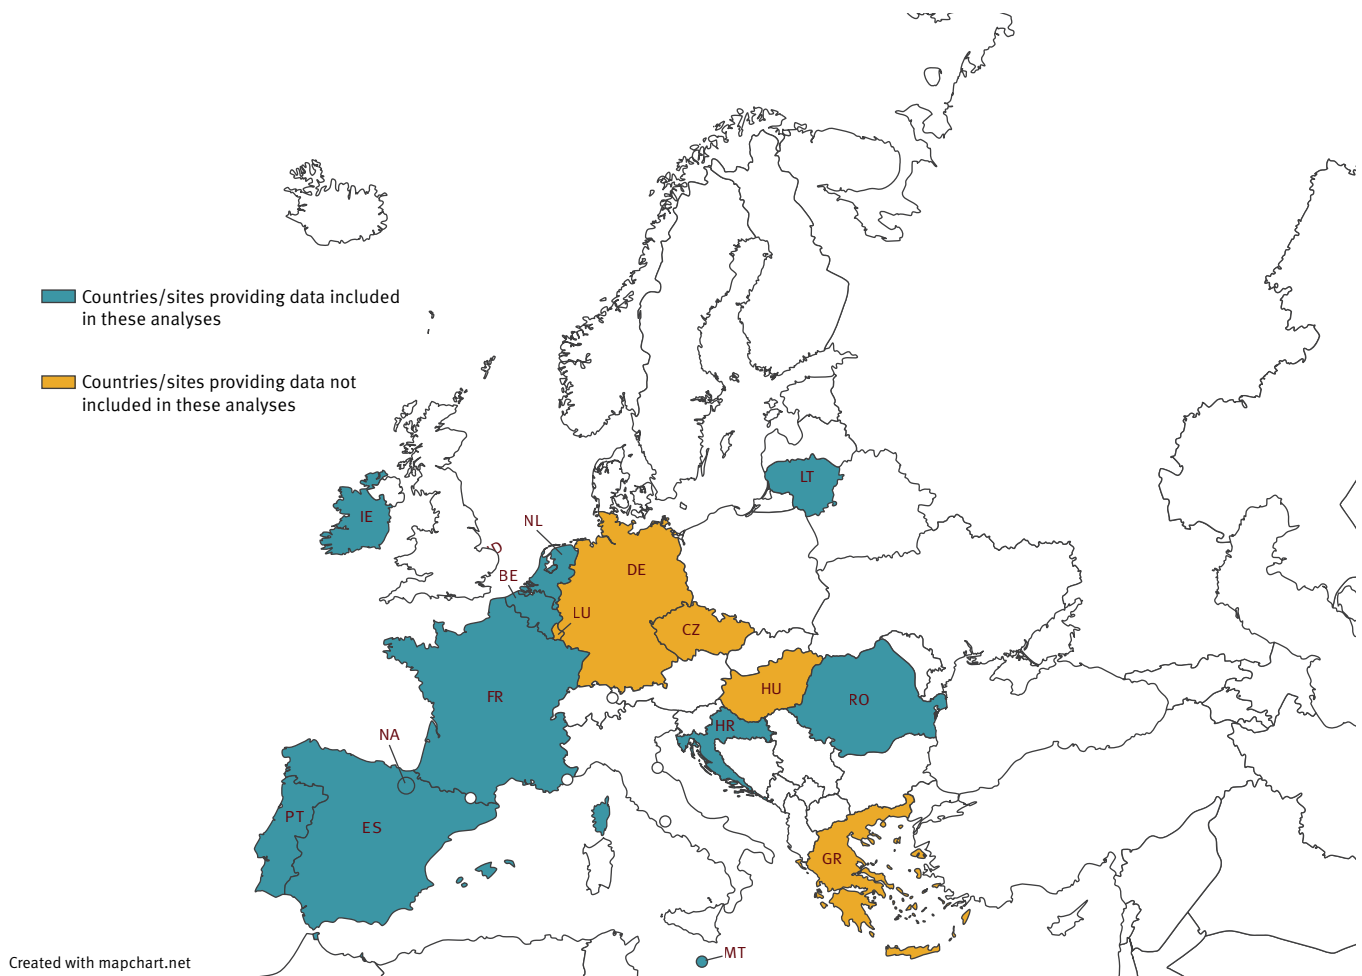 Countries/sites providing data included
in these analyses
Countries/sites providing data not
included in these analyses
LT
IE
NL
DE
BE
LU
CZ
HU
FR
RO
HR
NA
PT
ES
GR
MT
Created with mapchart.net